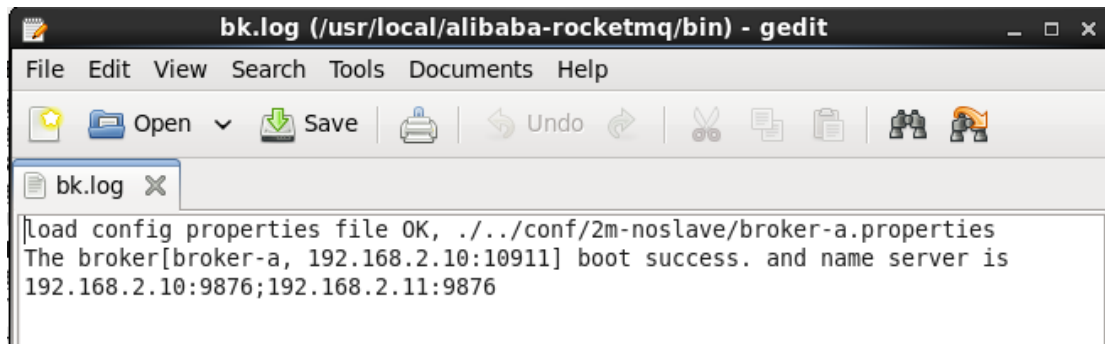 bk.log (/usr/local/alibaba-rocketmq/bin) - gedit
File Edit View Search Tools Documents Help
Open Save Undo
bk.log
load config properties file OK, ./../conf/2m-noslave/broker-a.properties
The broker[broker-a, 192.168.2.10:10911] boot success. and name server is
192.168.2.10:9876;192.168.2.11:9876